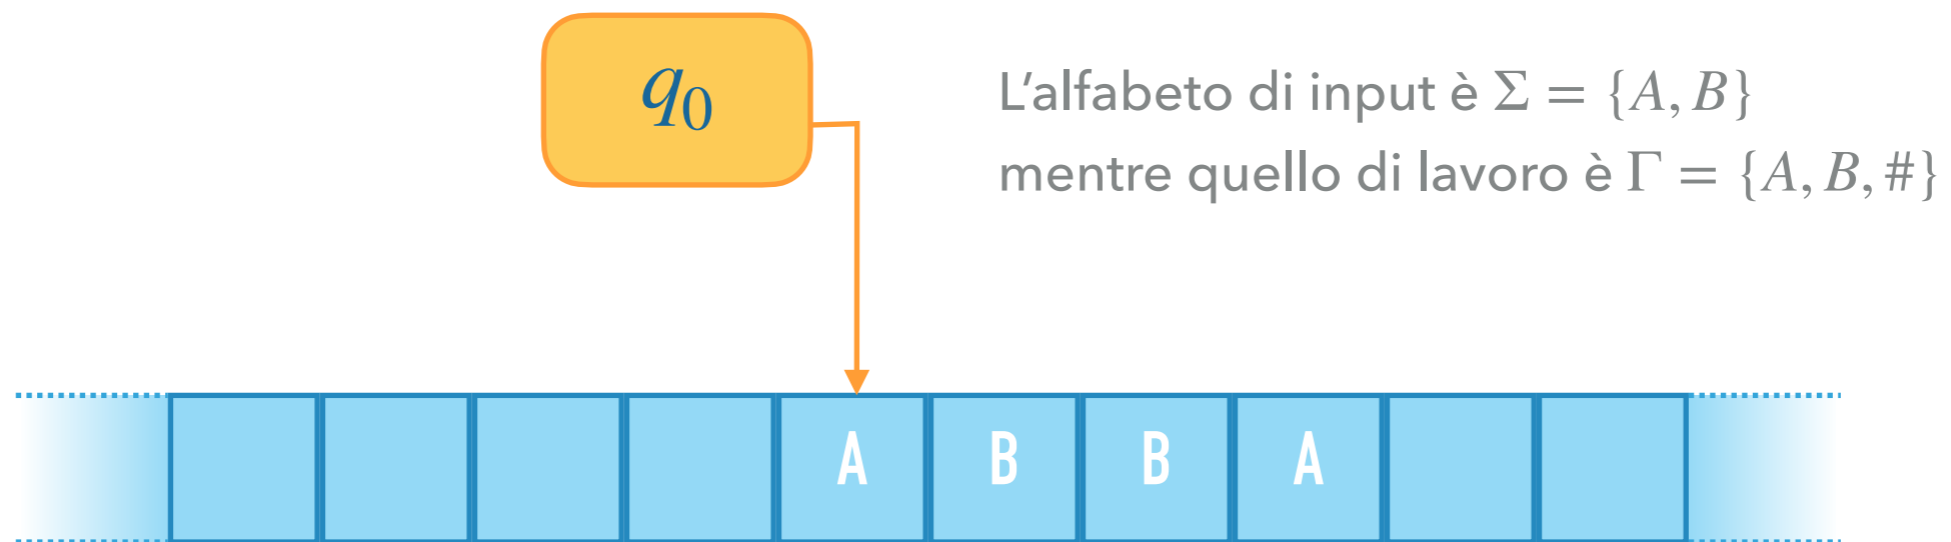 q₀
L'alfabeto di input è Σ = {A, B}
mentre quello di lavoro è Γ = {A, B, #}
A B B A